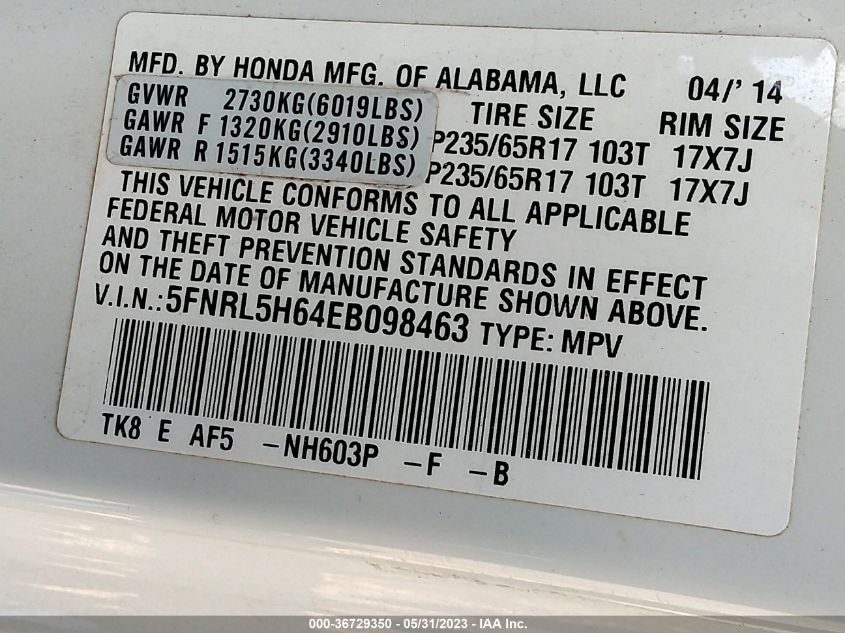 MFD. BY HONDA MFG. OF ALABAMA, LLC 04/' 14
GVWR 2730KG(6019LBS) TIRE SIZE RIM SIZE
GAWR F 1320KG(2910LBS) P235/65R17 103T 17X7J
GAWR R 1515KG(3340LBS) P235/65R17 103T 17X7J
THIS VEHICLE CONFORMS TO ALL APPLICABLE
FEDERAL MOTOR VEHICLE SAFETY
AND THEFT PREVENTION STANDARDS IN EFFECT
ON THE DATE OF MANUFACTURE SHOWN ABOVE.
V.I.N.: 5FNRL5H64EB098463 TYPE: MPV
TK8 E AF5 -NH603P -F -B
000-36729350 - 05/31/2023 - IAA Inc.